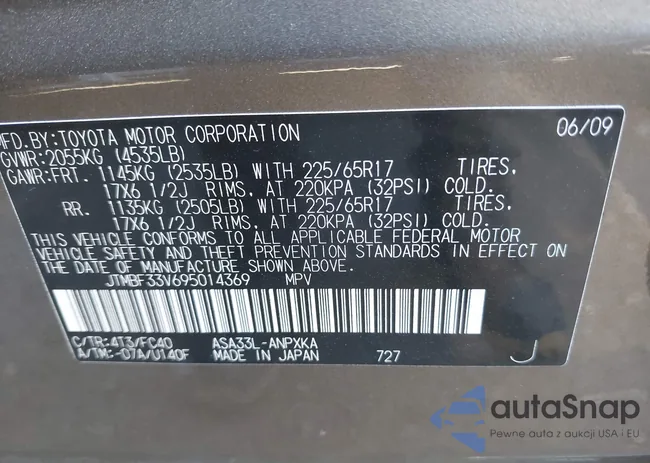 MFD.BY:TOYOTA MOTOR CORPORATION 06/09
GVWR:2055KG (4535LB)
GAWR:FRT. 1145KG (2535LB) WITH 225/65R17 TIRES,
17X6 1/2J RIMS, AT 220KPA (32PSI) COLD.
RR. 1135KG (2505LB) WITH 225/65R17 TIRES,
17X6 1/2J RIMS, AT 220KPA (32PSI) COLD.
THIS VEHICLE CONFORMS TO ALL APPLICABLE FEDERAL MOTOR
VEHICLE SAFETY AND THEFT PREVENTION STANDARDS IN EFFECT ON
THE DATE OF MANUFACTURE SHOWN ABOVE.
JTMBF33V695014369 MPV
C/TR:4T3/FC40 ASA33L-ANPXKA
A/TM:-07A/U140F MADE IN JAPAN 727 J
autaSnap
Pewne auta z aukcji USA i EU